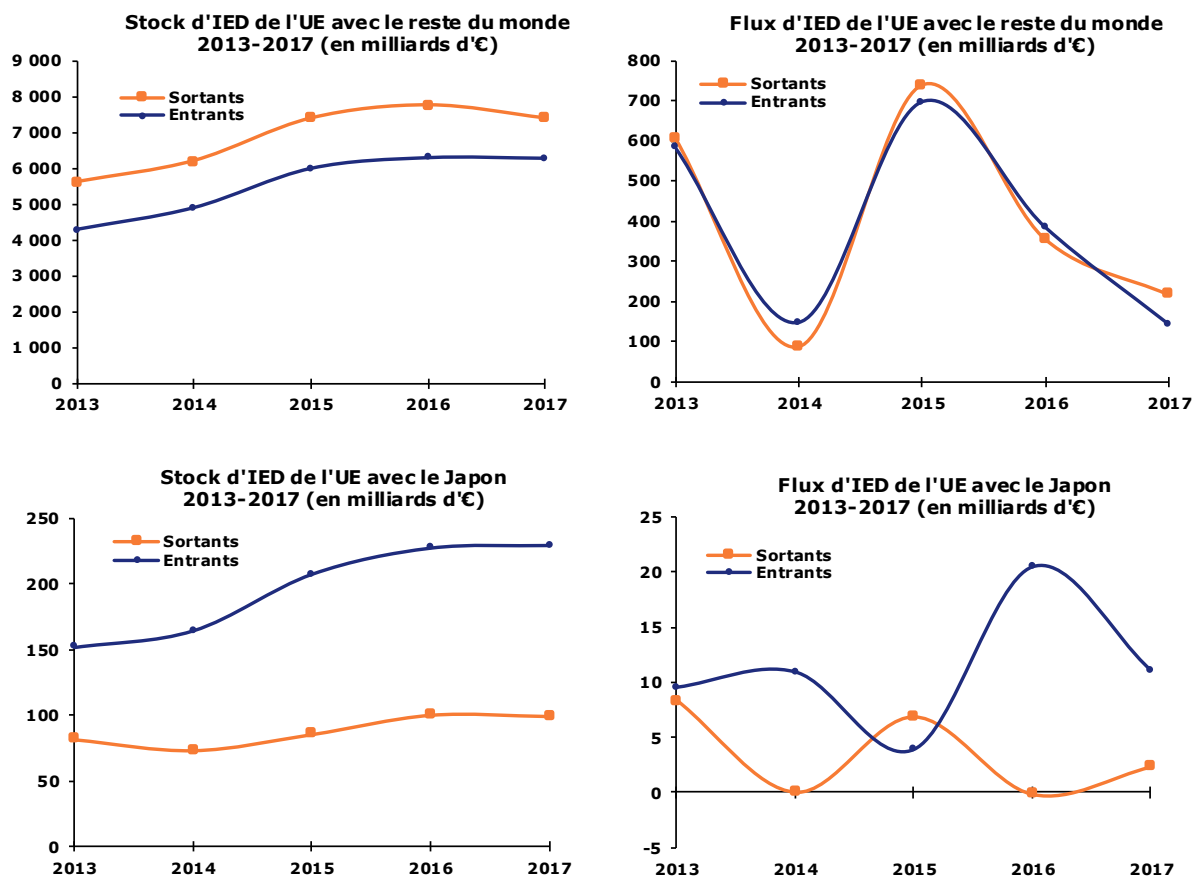 Stock d'IED de l'UE avec le reste du monde
2013-2017 (en milliards d'€)
9 000
8 000
7 000
6 000
5 000
4 000
3 000
2 000
1 000
0
Sortants
Entrants
2013 2014 2015 2016 2017
Flux d'IED de l'UE avec le reste du monde
2013-2017 (en milliards d'€)
800
700
600
500
400
300
200
100
0
Sortants
Entrants
2013 2014 2015 2016 2017
Stock d'IED de l'UE avec le Japon
2013-2017 (en milliards d'€)
250
200
150
100
50
0
Sortants
Entrants
2013 2014 2015 2016 2017
Flux d'IED de l'UE avec le Japon
2013-2017 (en milliards d'€)
25
20
15
10
5
0
-5
Sortants
Entrants
2013 2014 2015 2016 2017